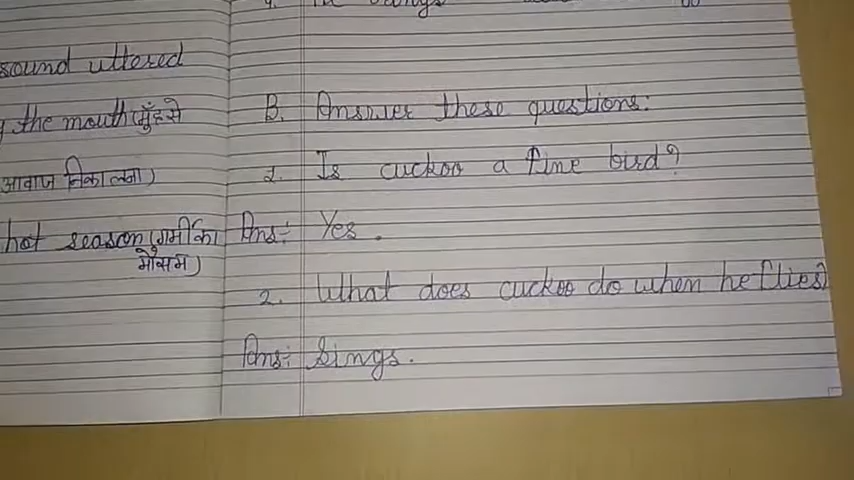 sound uttered
the mouth (मुँह से
आवाज निकालना)
hot season (गर्मी का
मौसम)
B. Answer these questions:
1. Is cuckoo a fine bird?
Ans:- Yes.
2. What does cuckoo do when he flies?
Ans:- Sings.